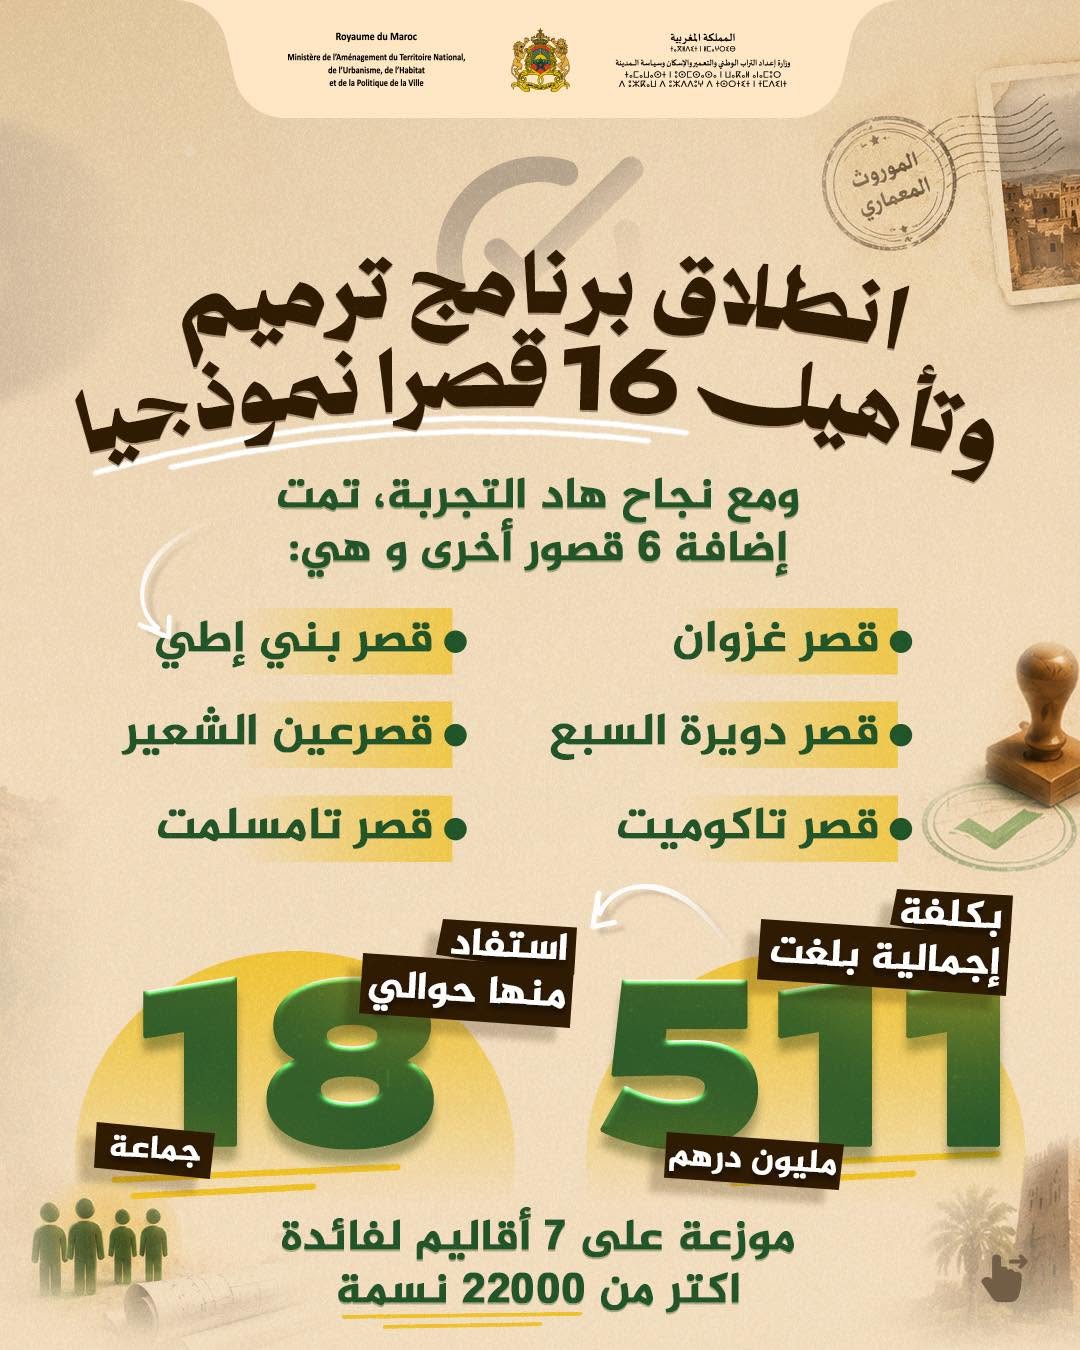 Royaume du Maroc
Ministère de l'Aménagement du Territoire National,
de l'Urbanisme, de l'Habitat
et de la Politique de la Ville
المملكة المغربية
ⵜⴰⴳⵍⴷⵉⵜ ⵏ ⵍⵎⵖⵔⵉⴱ
وزارة إعداد التراب الوطني والتعمير والإسكان وسياسة المدينة
الموروث
المعماري
انطلاق برنامج ترميم
وتأهيل 16 قصرا نموذجيا
ومع نجاح هاد التجربة، تمت
إضافة 6 قصور أخرى و هي:
قصر غزوان
قصر بني إطي
قصر دويرة السبع
قصرعين الشعير
قصر تاكوميت
قصر تامسلمت
بكلفة
إجمالية بلغت
511
مليون درهم
استفاد
منها حوالي
18
جماعة
موزعة على 7 أقاليم لفائدة
اكثر من 22000 نسمة